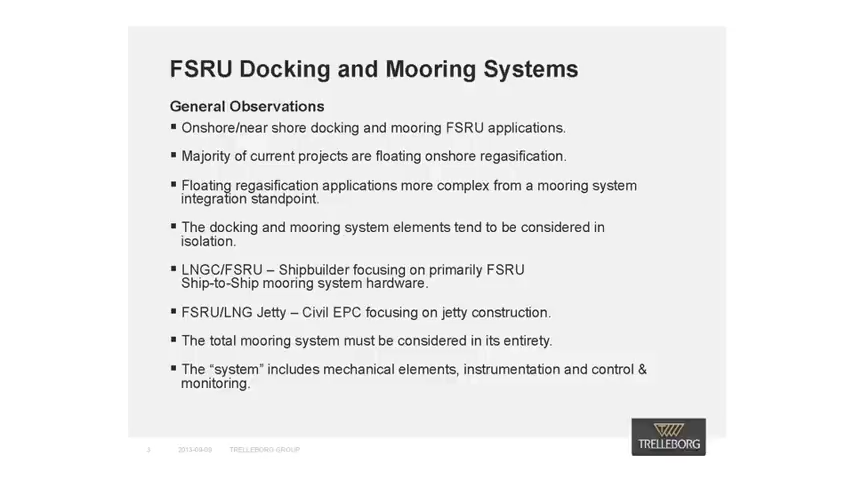 FSRU Docking and Mooring Systems
General Observations
▪ Onshore/near shore docking and mooring FSRU applications.
▪ Majority of current projects are floating onshore regasification.
▪ Floating regasification applications more complex from a mooring system
integration standpoint.
▪ The docking and mooring system elements tend to be considered in
isolation.
▪ LNGC/FSRU – Shipbuilder focusing on primarily FSRU
Ship-to-Ship mooring system hardware.
▪ FSRU/LNG Jetty – Civil EPC focusing on jetty construction.
▪ The total mooring system must be considered in its entirety.
▪ The “system” includes mechanical elements, instrumentation and control &
monitoring.
TRELLEBORG
TRELLEBORG GROUP